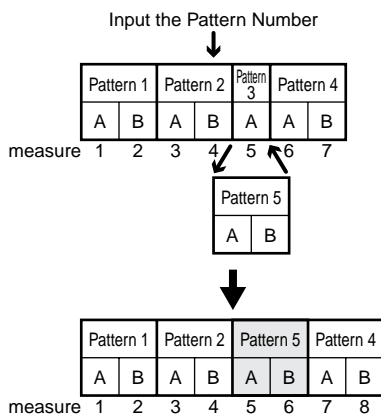 Input the Pattern Number
Pattern 1 Pattern 2 Pattern 3 Pattern 4
A B A B A A B
measure 1 2 3 4 5 6 7
Pattern 5
A B
Pattern 1 Pattern 2 Pattern 5 Pattern 4
A B A B A B A B
measure 1 2 3 4 5 6 7 8